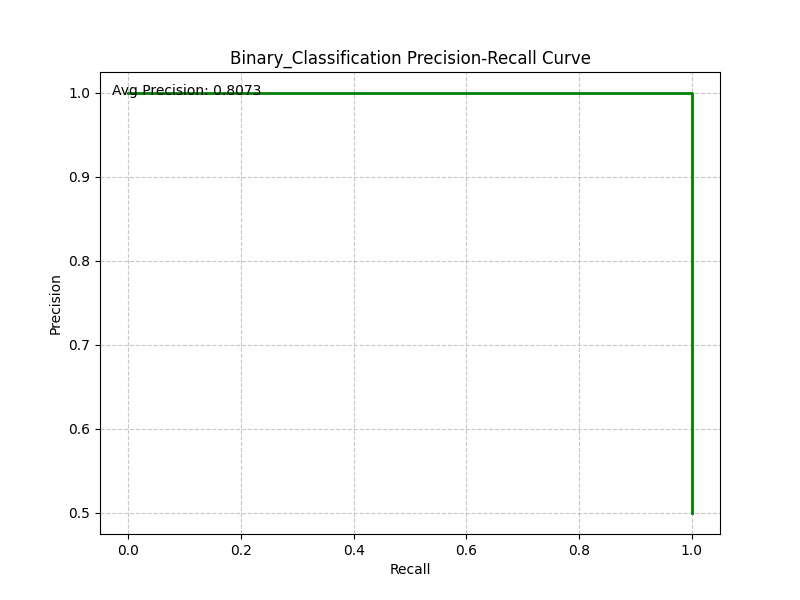 Binary_Classification Precision-Recall Curve
Avg Precision: 0.8073
1.0
0.9
0.8
0.7
0.6
0.5
Precision
0.0 0.2 0.4 0.6 0.8 1.0
Recall